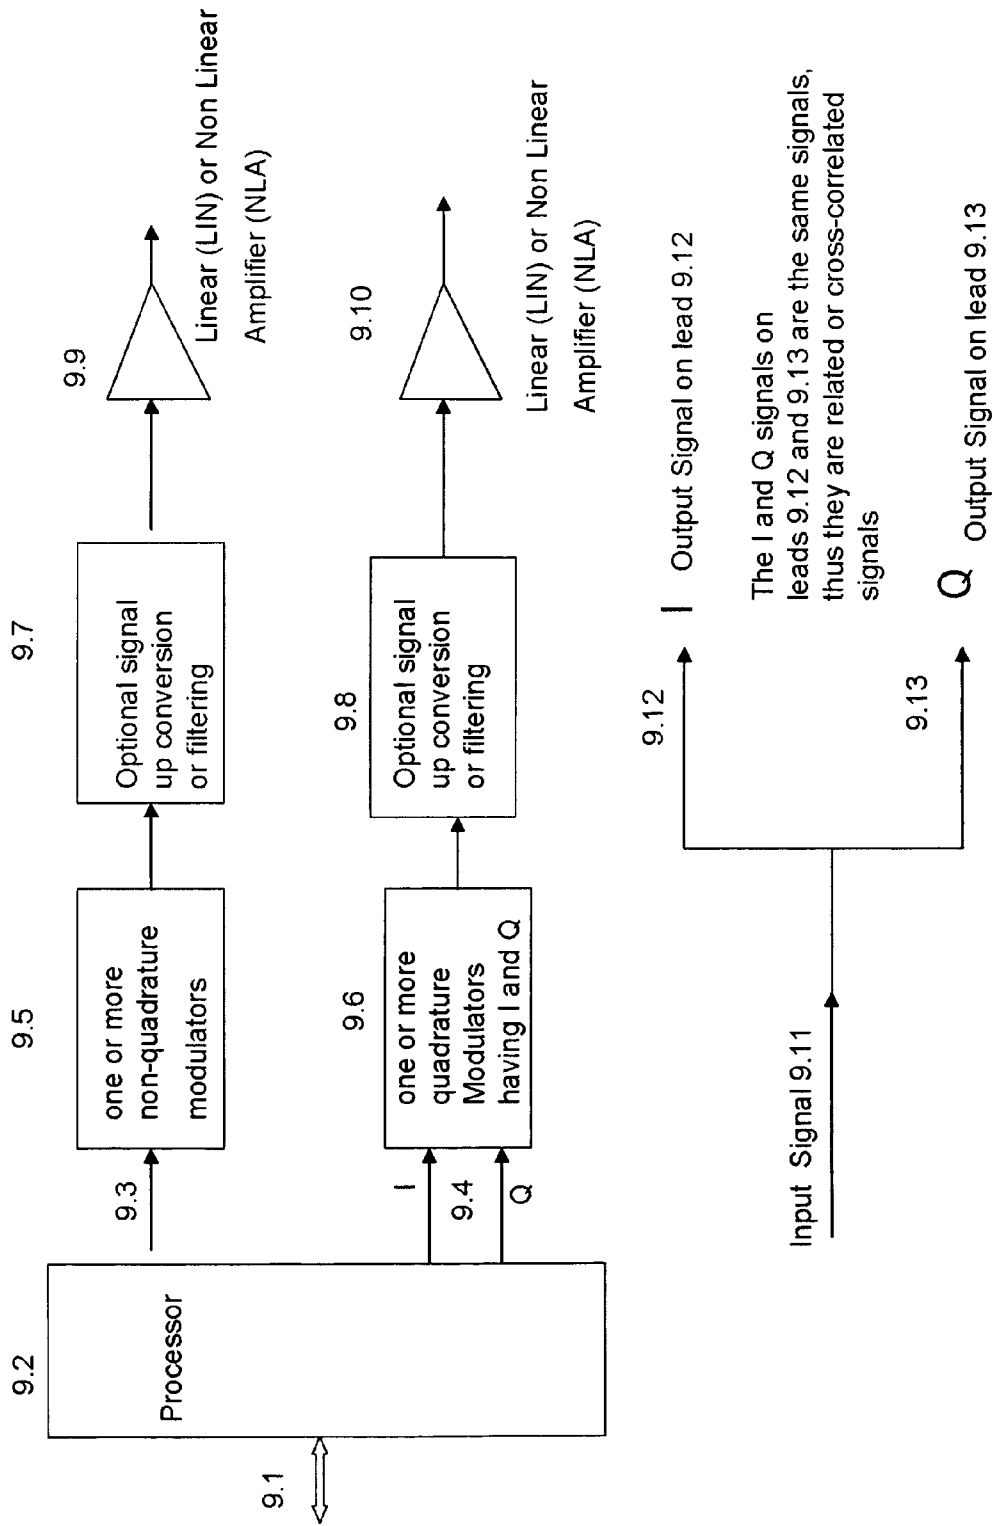 9.1
9.2
Processor
9.3
9.5
one or more
non-quadrature
modulators
9.7
Optional signal
up conversion
or filtering
9.9
Linear (LIN) or Non Linear
Amplifier (NLA)
I
9.4
Q
9.6
one or more
quadrature
Modulators
having I and Q
9.8
Optional signal
up conversion
or filtering
9.10
Linear (LIN) or Non Linear
Amplifier (NLA)
Input Signal 9.11
9.12
I
Output Signal on lead 9.12
The I and Q signals on
leads 9.12 and 9.13 are the same signals,
thus they are related or cross-correlated
signals
9.13
Q
Output Signal on lead 9.13